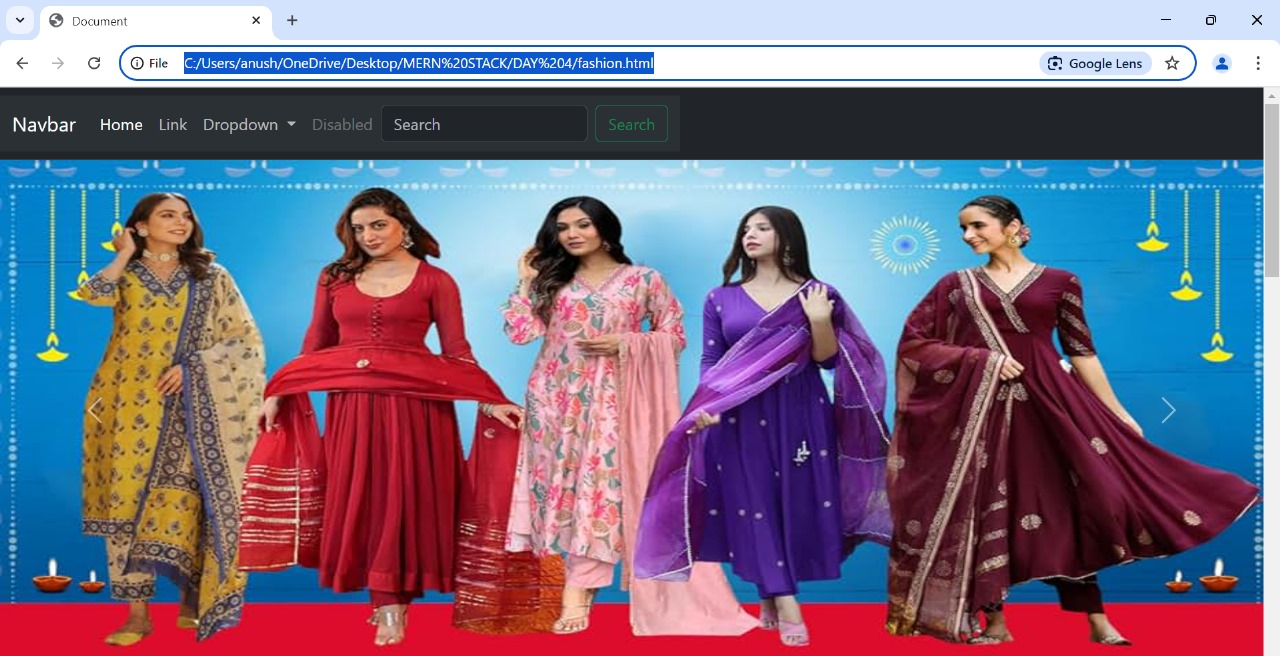 Document
File C:/Users/anush/OneDrive/Desktop/MERN%20STACK/DAY%204/fashion.html Google Lens
Navbar Home Link Dropdown Disabled Search Search